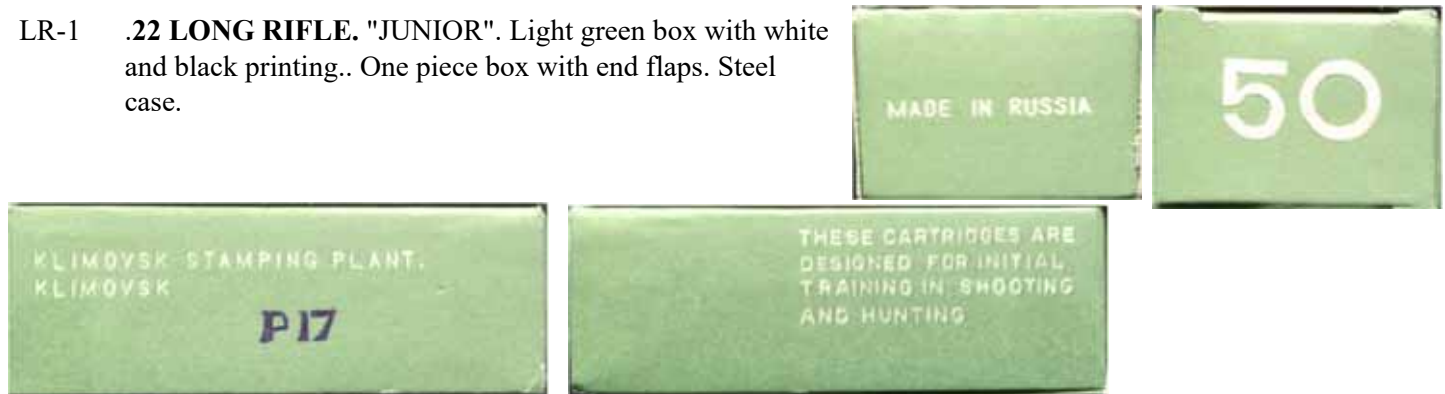 LR-1 .22 LONG RIFLE. "JUNIOR". Light green box with white
and black printing.. One piece box with end flaps. Steel
case.
MADE IN RUSSIA
50
KLIMOVSK STAMPING PLANT.
KLIMOVSK
P17
THESE CARTRIDGES ARE
DESIGNED FOR INITIAL
TRAINING IN SHOOTING
AND HUNTING